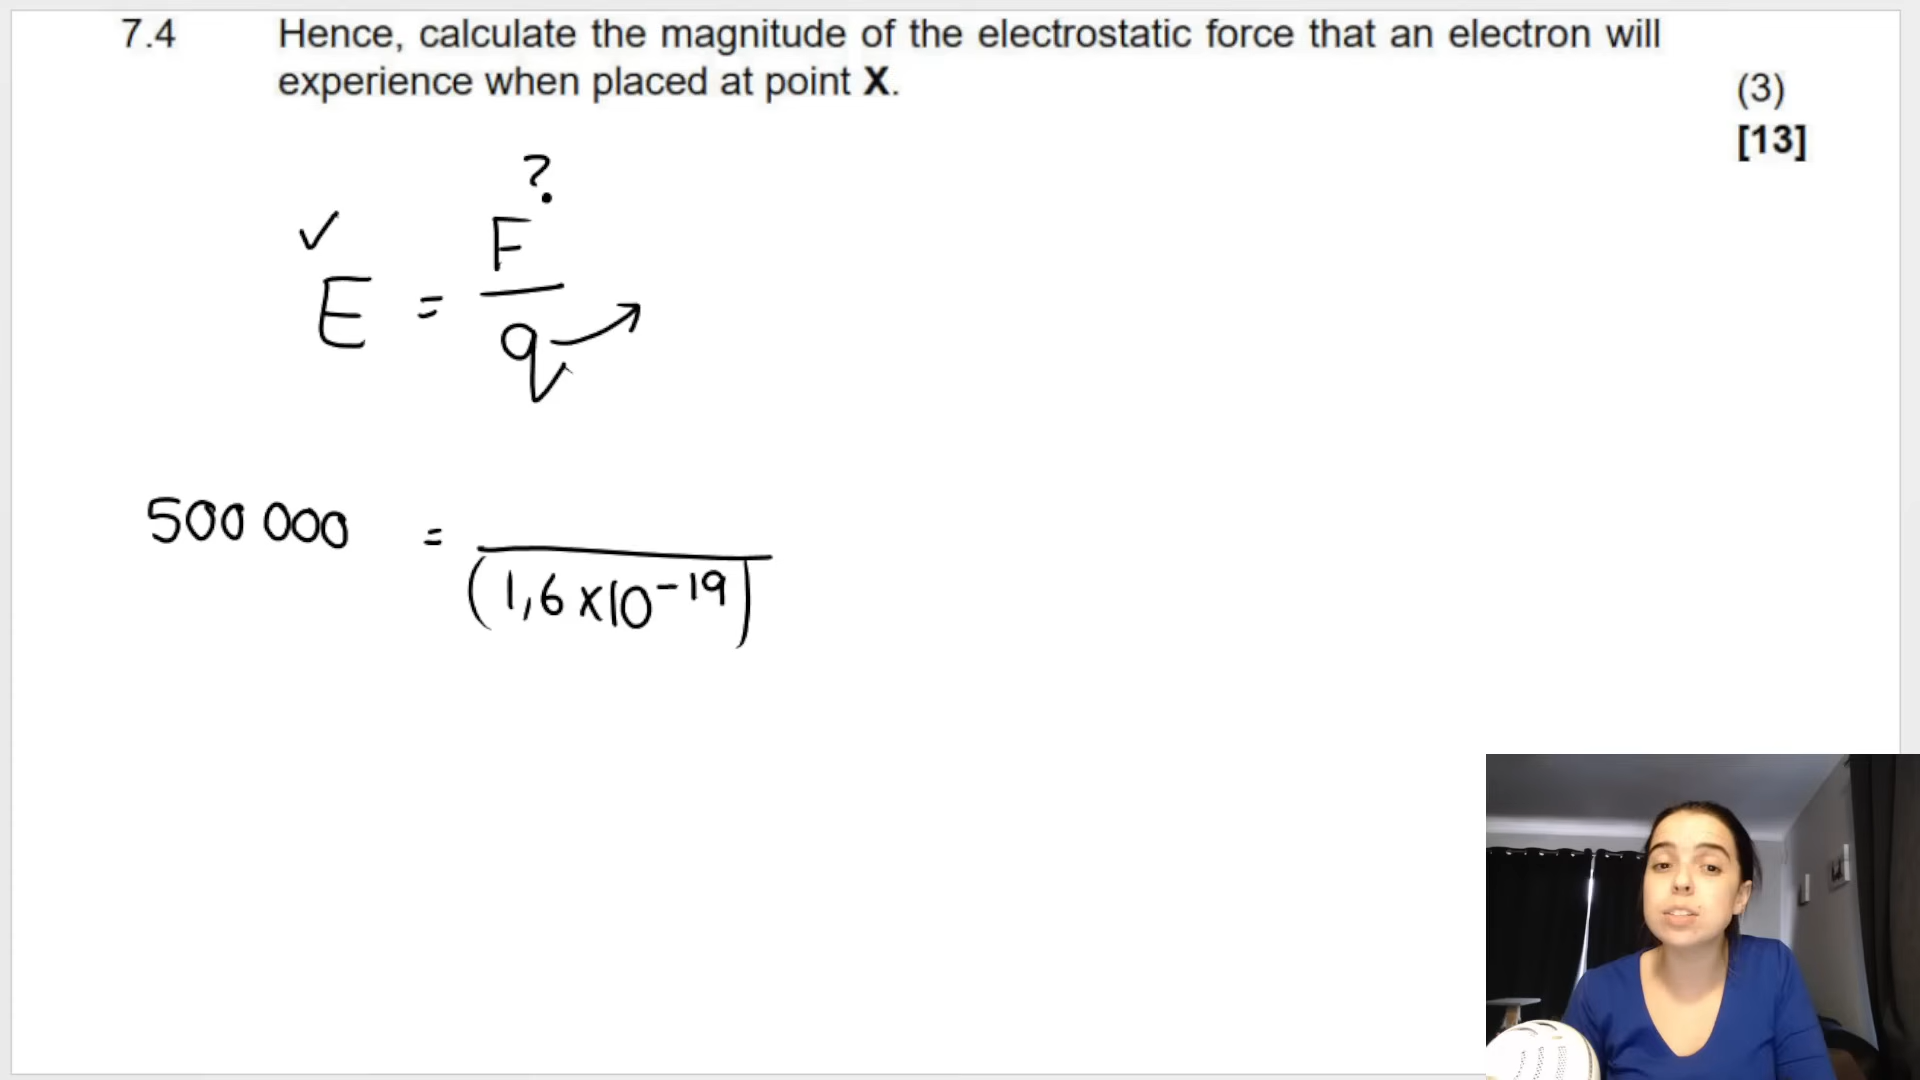 7.4 Hence, calculate the magnitude of the electrostatic force that an electron will
experience when placed at point X.
(3)
[13]
?
✓
E = F/q
500 000 = /(1,6×10⁻¹⁹)